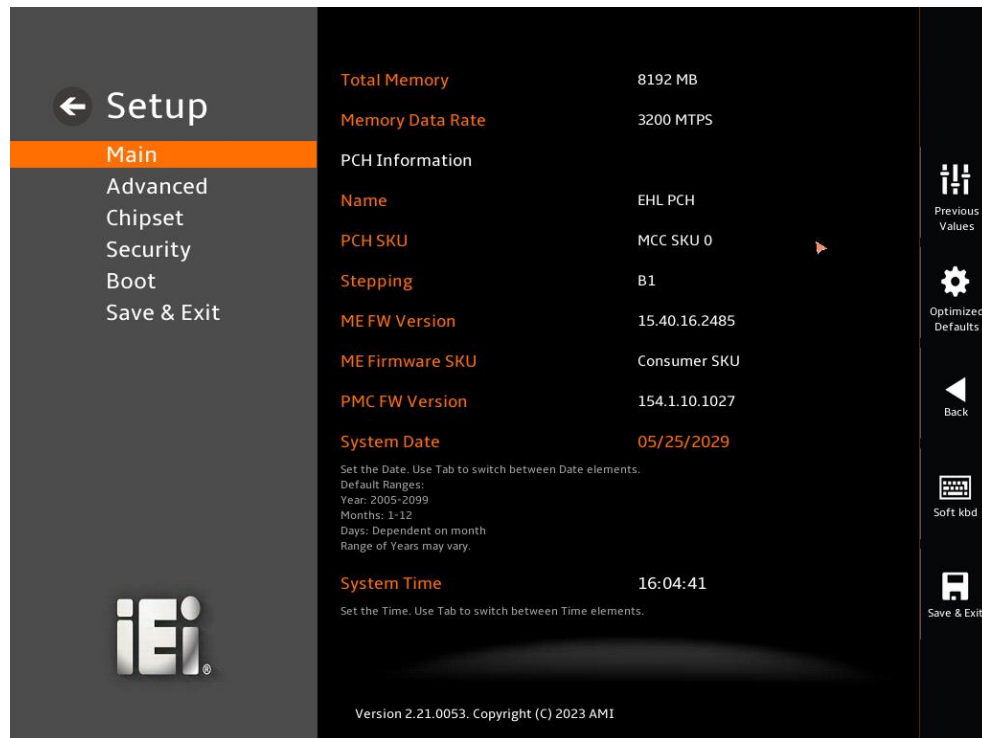 Setup
Main
Advanced
Chipset
Security
Boot
Save & Exit
iEi®
Total Memory 8192 MB
Memory Data Rate 3200 MTPS
PCH Information
Name EHL PCH
PCH SKU MCC SKU 0
Stepping B1
ME FW Version 15.40.16.2485
ME Firmware SKU Consumer SKU
PMC FW Version 154.1.10.1027
System Date 05/25/2029
Set the Date. Use Tab to switch between Date elements.
Default Ranges:
Year: 2005-2099
Months: 1-12
Days: Dependent on month
Range of Years may vary.
System Time 16:04:41
Set the Time. Use Tab to switch between Time elements.
Version 2.21.0053. Copyright (C) 2023 AMI
Previous
Values
Optimized
Defaults
Back
Soft kbd
Save & Exit